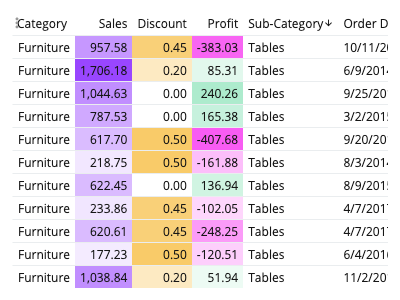 Category Sales Discount Profit Sub-Category↓ Order D
Furniture 957.58 0.45 -383.03 Tables 10/11/20
Furniture 1,706.18 0.20 85.31 Tables 6/9/2014
Furniture 1,044.63 0.00 240.26 Tables 9/25/201
Furniture 787.53 0.00 165.38 Tables 3/2/2015
Furniture 617.70 0.50 -407.68 Tables 9/20/201
Furniture 218.75 0.50 -161.88 Tables 8/3/2014
Furniture 622.45 0.00 136.94 Tables 8/9/2015
Furniture 233.86 0.45 -102.05 Tables 4/7/2017
Furniture 620.61 0.45 -248.25 Tables 4/7/2017
Furniture 177.23 0.50 -120.51 Tables 6/4/2016
Furniture 1,038.84 0.20 51.94 Tables 11/2/201